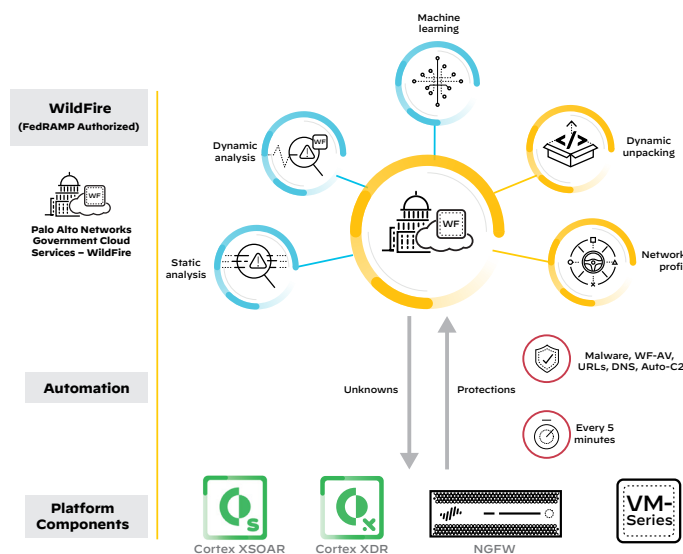 Machine
learning
WildFire
(FedRAMP Authorized)
Dynamic
analysis
WF
</>
Dynamic
unpacking
WF
Palo Alto Networks
Government Cloud
Services – WildFire
WF
Static
analysis
Network
profi
Malware, WF-AV,
URLs, DNS, Auto-C2
Automation
Unknowns
Protections
Every 5
minutes
Platform
Components
S
Cortex XSOAR
X
Cortex XDR
NGFW
VM-
Series